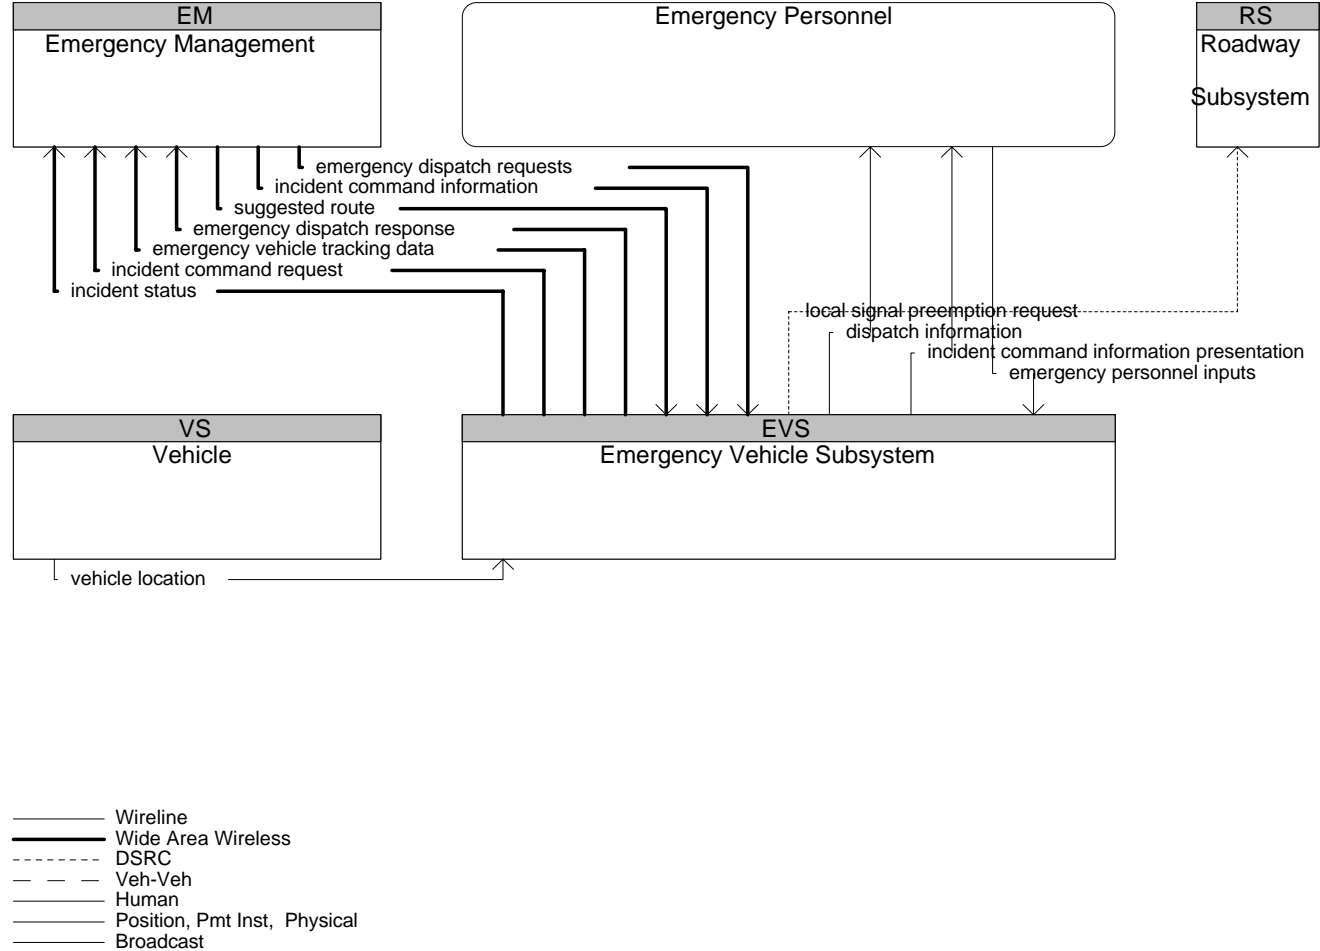 EM
Emergency Management
Emergency Personnel
RS
Roadway
Subsystem
emergency dispatch requests
incident command information
suggested route
emergency dispatch response
emergency vehicle tracking data
incident command request
incident status
local signal preemption request
dispatch information
incident command information presentation
emergency personnel inputs
VS
Vehicle
EVS
Emergency Vehicle Subsystem
vehicle location
Wireline
Wide Area Wireless
DSRC
Veh-Veh
Human
Position, Pmt Inst, Physical
Broadcast